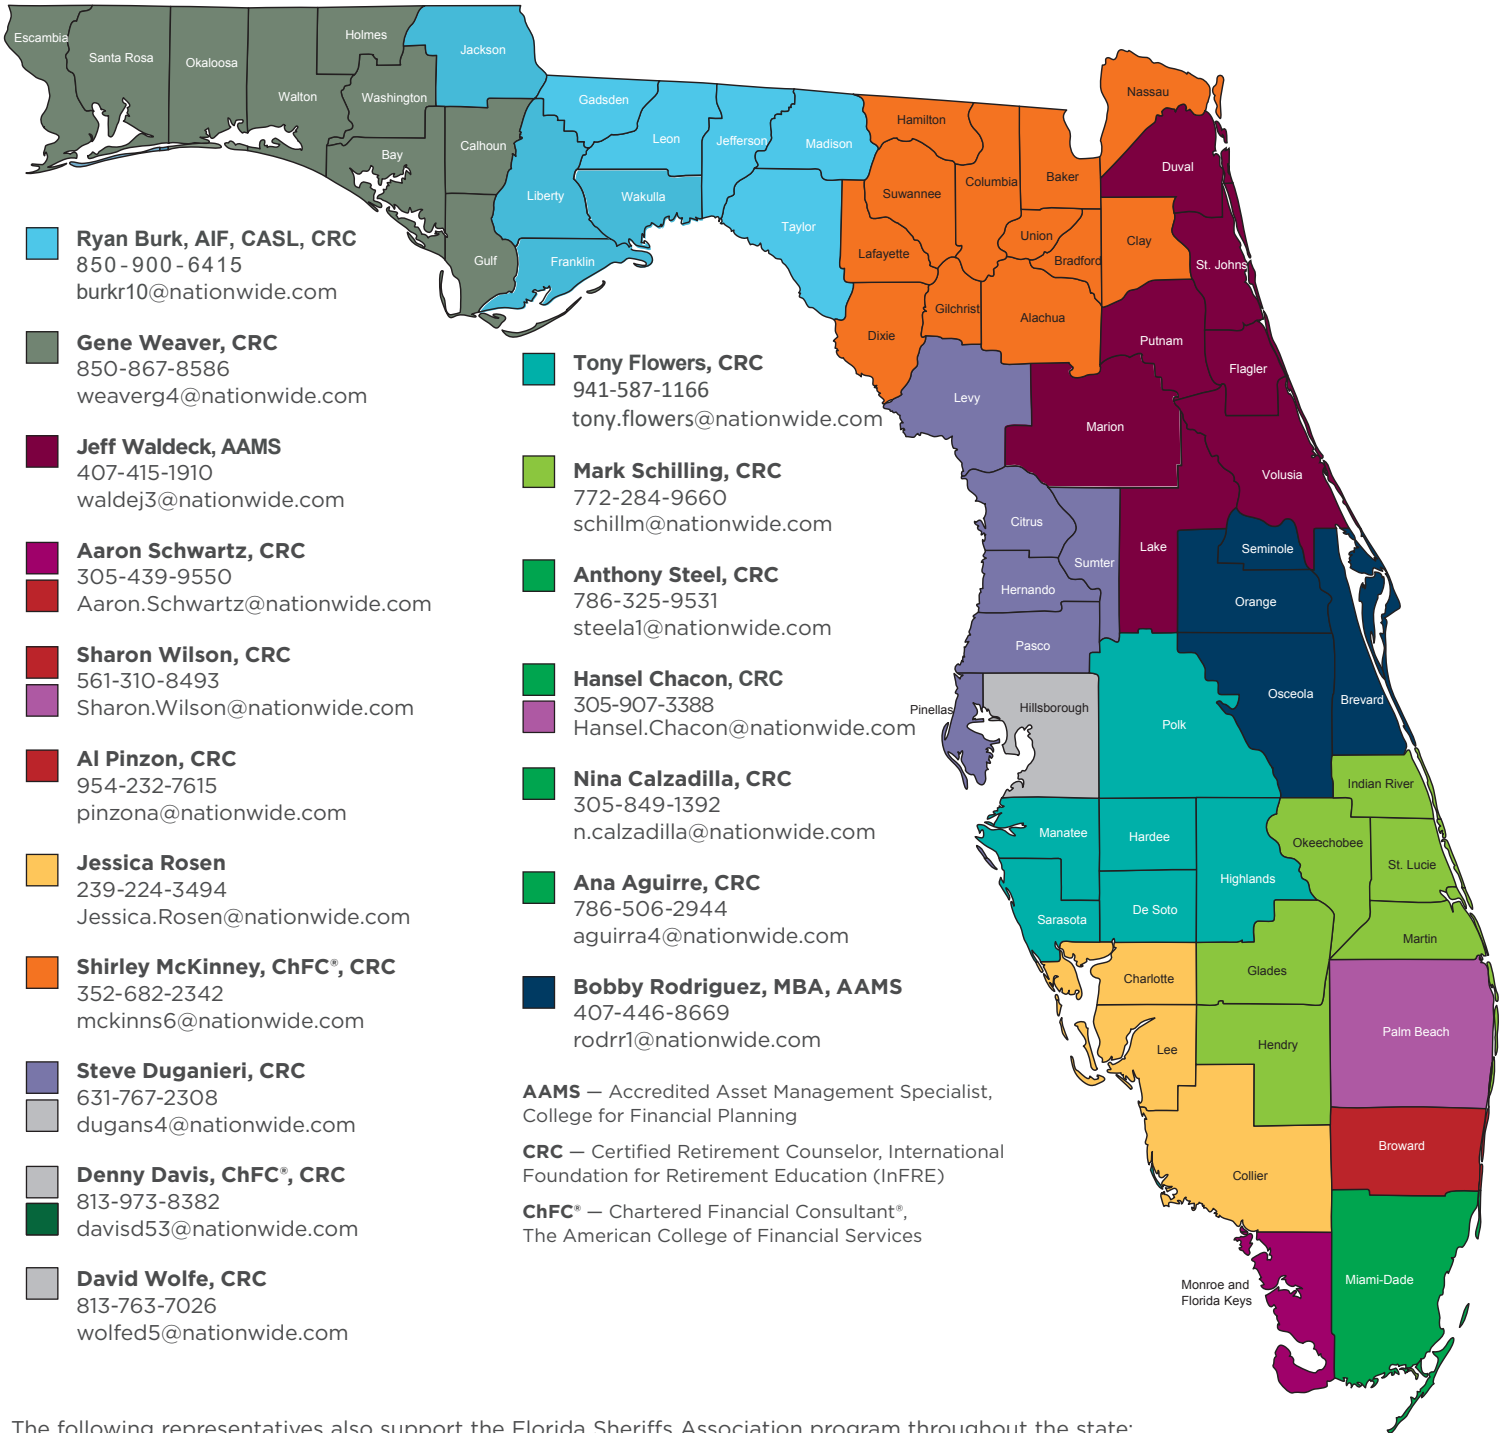 Ryan Burk, AIF, CASL, CRC
850-900-6415
burkr10@nationwide.com
Gene Weaver, CRC
850-867-8586
weaverg4@nationwide.com
Jeff Waldeck, AAMS
407-415-1910
waldej3@nationwide.com
Aaron Schwartz, CRC
305-439-9550
Aaron.Schwartz@nationwide.com
Sharon Wilson, CRC
561-310-8493
Sharon.Wilson@nationwide.com
Al Pinzon, CRC
954-232-7615
pinzona@nationwide.com
Jessica Rosen
239-224-3494
Jessica.Rosen@nationwide.com
Shirley McKinney, ChFC®, CRC
352-682-2342
mckinns6@nationwide.com
Steve Duganieri, CRC
631-767-2308
dugans4@nationwide.com
Denny Davis, ChFC®, CRC
813-973-8382
davisd53@nationwide.com
David Wolfe, CRC
813-763-7026
wolfed5@nationwide.com
Tony Flowers, CRC
941-587-1166
tony.flowers@nationwide.com
Mark Schilling, CRC
772-284-9660
schillm@nationwide.com
Anthony Steel, CRC
786-325-9531
steela1@nationwide.com
Hansel Chacon, CRC
305-907-3388
Hansel.Chacon@nationwide.com
Nina Calzadilla, CRC
305-849-1392
n.calzadilla@nationwide.com
Ana Aguirre, CRC
786-506-2944
aguirra4@nationwide.com
Bobby Rodriguez, MBA, AAMS
407-446-8669
rodrr1@nationwide.com
AAMS — Accredited Asset Management Specialist,
College for Financial Planning
CRC — Certified Retirement Counselor, International
Foundation for Retirement Education (InFRE)
ChFC® — Chartered Financial Consultant®,
The American College of Financial Services
Escambia
Santa Rosa
Okaloosa
Walton
Holmes
Washington
Bay
Jackson
Calhoun
Gulf
Gadsden
Liberty
Franklin
Leon
Wakulla
Jefferson
Madison
Taylor
Hamilton
Suwannee
Lafayette
Dixie
Columbia
Gilchrist
Baker
Union
Bradford
Alachua
Nassau
Duval
Clay
St. Johns
Putnam
Flagler
Levy
Marion
Volusia
Citrus
Sumter
Lake
Hernando
Pasco
Seminole
Orange
Osceola
Brevard
Pinellas
Hillsborough
Polk
Indian River
Manatee
Hardee
Highlands
Okeechobee
St. Lucie
Sarasota
De Soto
Martin
Charlotte
Glades
Lee
Hendry
Palm Beach
Collier
Broward
Monroe and
Florida Keys
Miami-Dade
The following representatives also support the Florida Sheriffs Association program throughout the state: